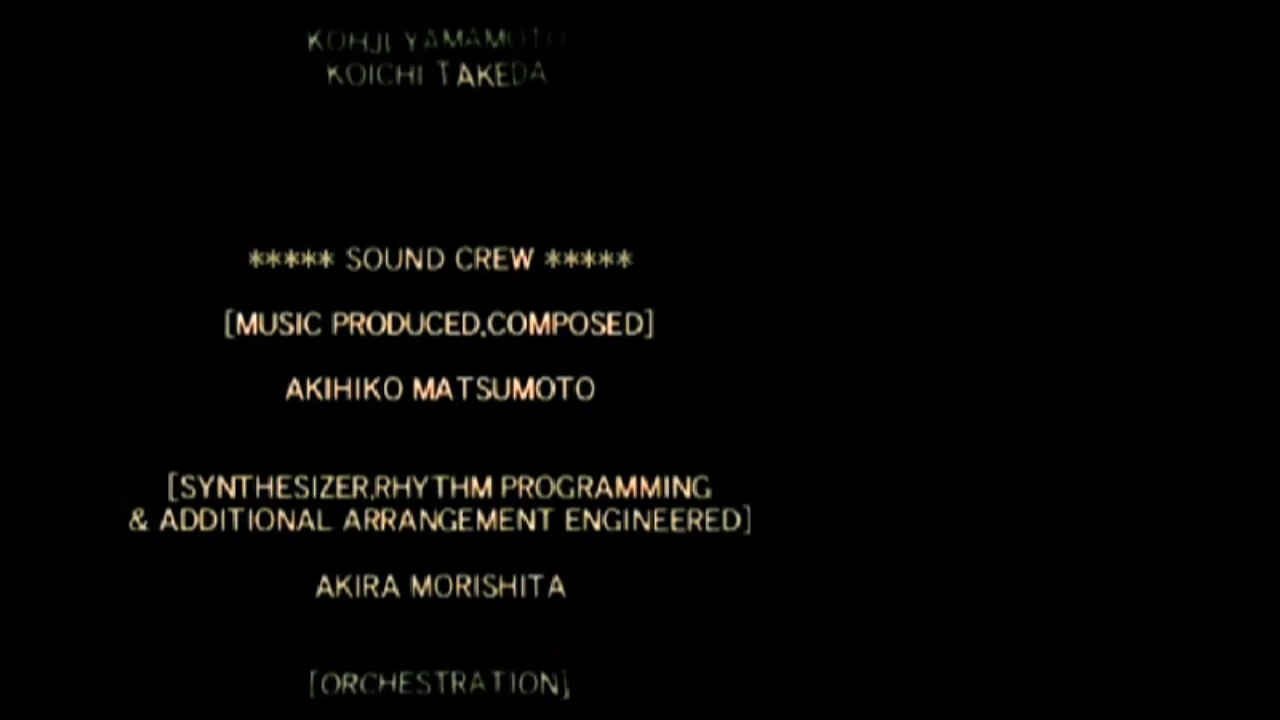 KOHJI YAMAMOTO
KOICHI TAKEDA
***** SOUND CREW *****
[MUSIC PRODUCED,COMPOSED]
AKIHIKO MATSUMOTO
[SYNTHESIZER,RHYTHM PROGRAMMING
& ADDITIONAL ARRANGEMENT ENGINEERED]
AKIRA MORISHITA
[ORCHESTRATION]